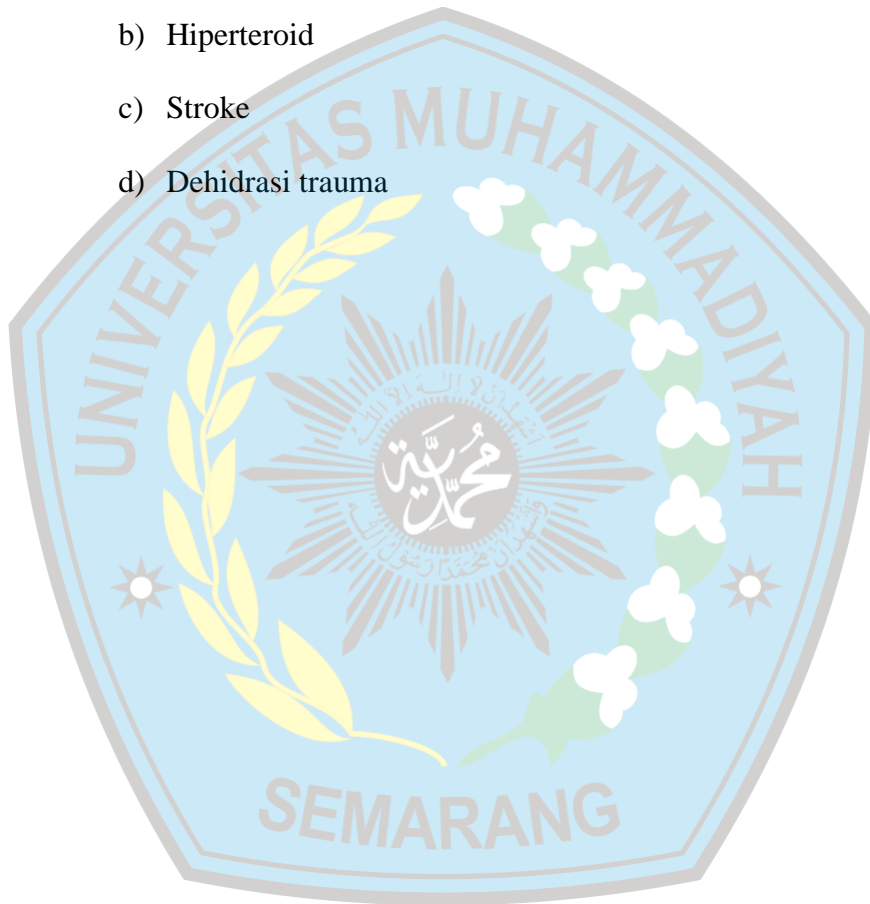 b) Hiperteroid
c) Stroke
d) Dehidrasi trauma
UNIVERSITAS MUHAMMADIYAH
محمدية
SEMARANG